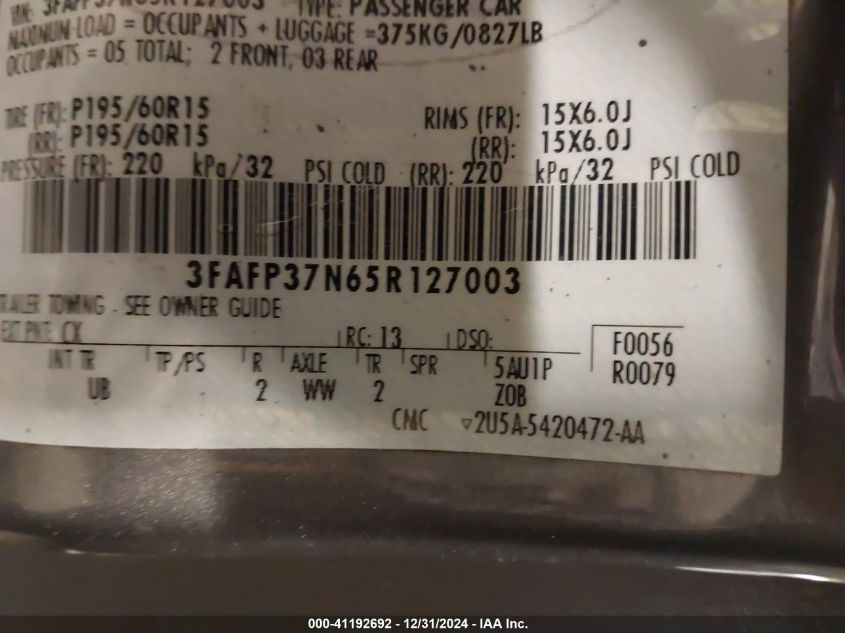 VIN: 3FAFP37N65R127003 TYPE: PASSENGER CAR
MAXIMUM LOAD = OCCUPANTS + LUGGAGE =375KG/0827LB
OCCUPANTS = 05 TOTAL; 2 FRONT, 03 REAR
TIRE (FR): P195/60R15 RIMS (FR): 15X6.0J
(RR): P195/60R15 (RR): 15X6.0J
PRESSURE (FR): 220 kPa/32 PSI COLD (RR): 220 kPa/32 PSI COLD
3FAFP37N65R127003
TRAILER TOWING - SEE OWNER GUIDE
EXT PNT: CX RC: 13 DSO: F0056
INT TR TP/PS R AXLE TR SPR 5AU1P R0079
UB 2 WW 2 Z0B
CMC ▿2U5A-5420472-AA
000-41192692 - 12/31/2024 - IAA Inc.